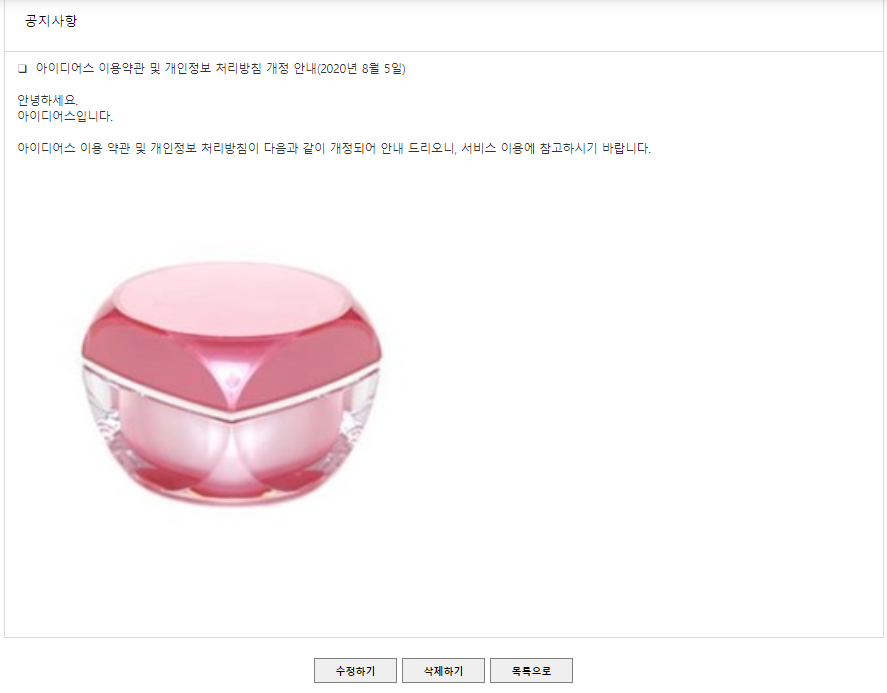 공지사항
❏ 아이디어스 이용약관 및 개인정보 처리방침 개정 안내(2020년 8월 5일)
안녕하세요.
아이디어스입니다.
아이디어스 이용 약관 및 개인정보 처리방침이 다음과 같이 개정되어 안내 드리오니, 서비스 이용에 참고하시기 바랍니다.
수정하기 삭제하기 목록으로